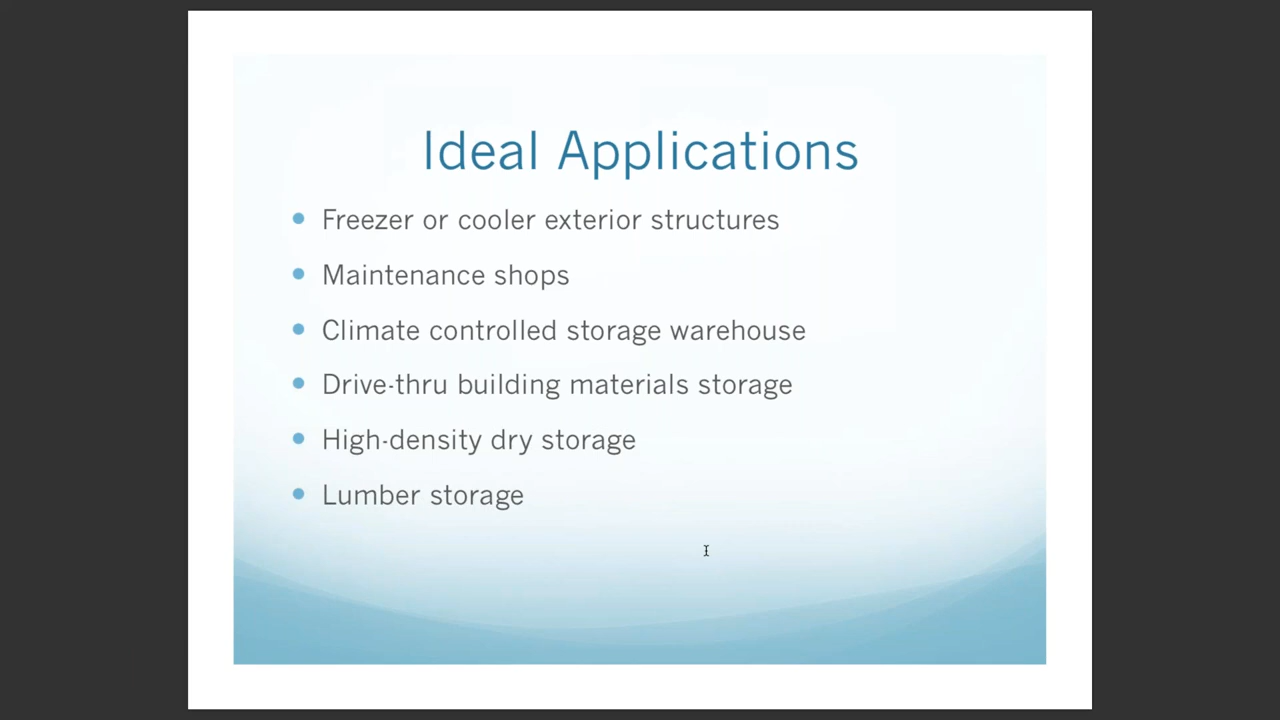 Ideal Applications
Freezer or cooler exterior structures
Maintenance shops
Climate controlled storage warehouse
Drive-thru building materials storage
High-density dry storage
Lumber storage